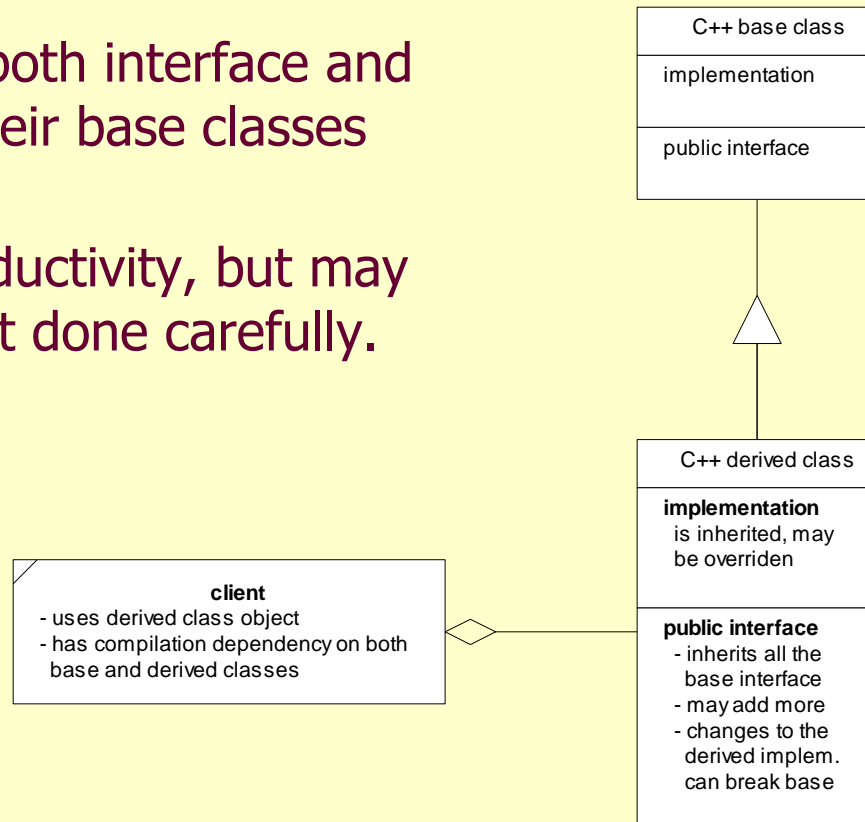 both interface and
eir base classes
ductivity, but may
t done carefully.
C++ base class
implementation
public interface
C++ derived class
implementation
is inherited, may
be overriden
public interface
- inherits all the
base interface
- may add more
- changes to the
derived implem.
can break base
client
- uses derived class object
- has compilation dependency on both
base and derived classes